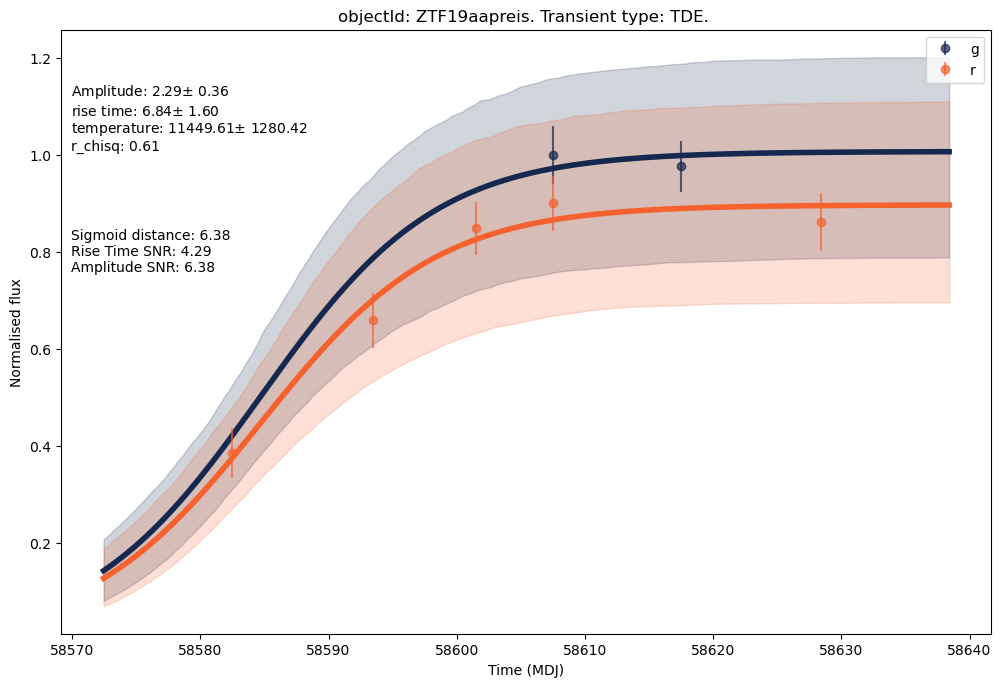 objectId: ZTF19aapreis. Transient type: TDE.
g
r
Amplitude: 2.29± 0.36
rise time: 6.84± 1.60
temperature: 11449.61± 1280.42
r_chisq: 0.61
Sigmoid distance: 6.38
Rise Time SNR: 4.29
Amplitude SNR: 6.38
Normalised flux
1.2
1.0
0.8
0.6
0.4
0.2
58570 58580 58590 58600 58610 58620 58630 58640
Time (MDJ)